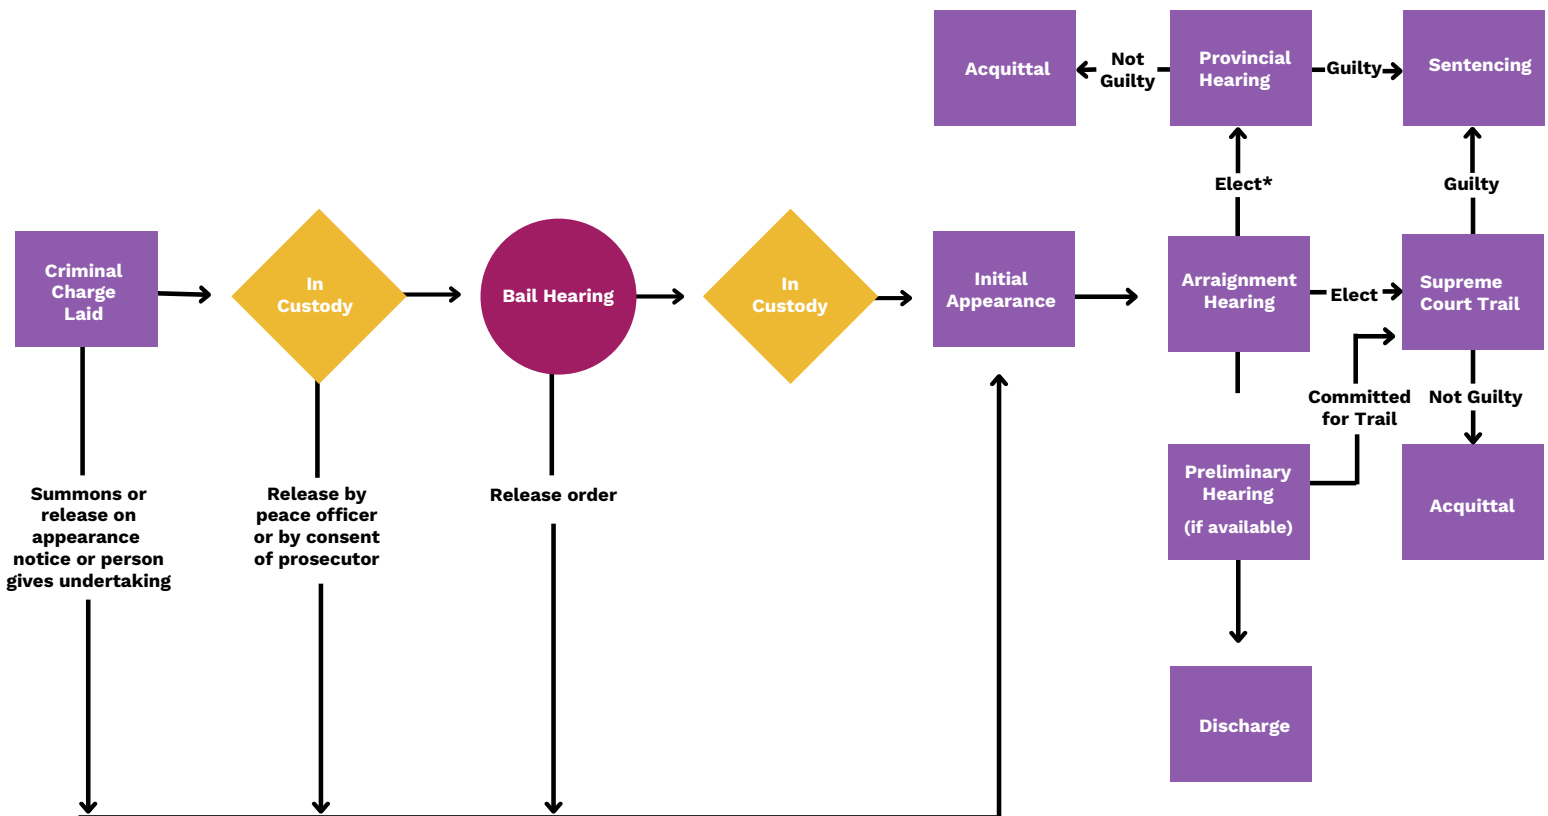 Acquittal
Not
Guilty
Provincial
Hearing
Guilty
Sentencing
Elect*
Guilty
Criminal
Charge
Laid
In
Custody
Bail Hearing
In
Custody
Initial
Appearance
Arraignment
Hearing
Elect
Supreme
Court Trail
Committed
for Trail
Not Guilty
Summons or
release on
appearance
notice or person
gives undertaking
Release by
peace officer
or by consent
of prosecutor
Release order
Preliminary
Hearing
(if available)
Acquittal
Discharge